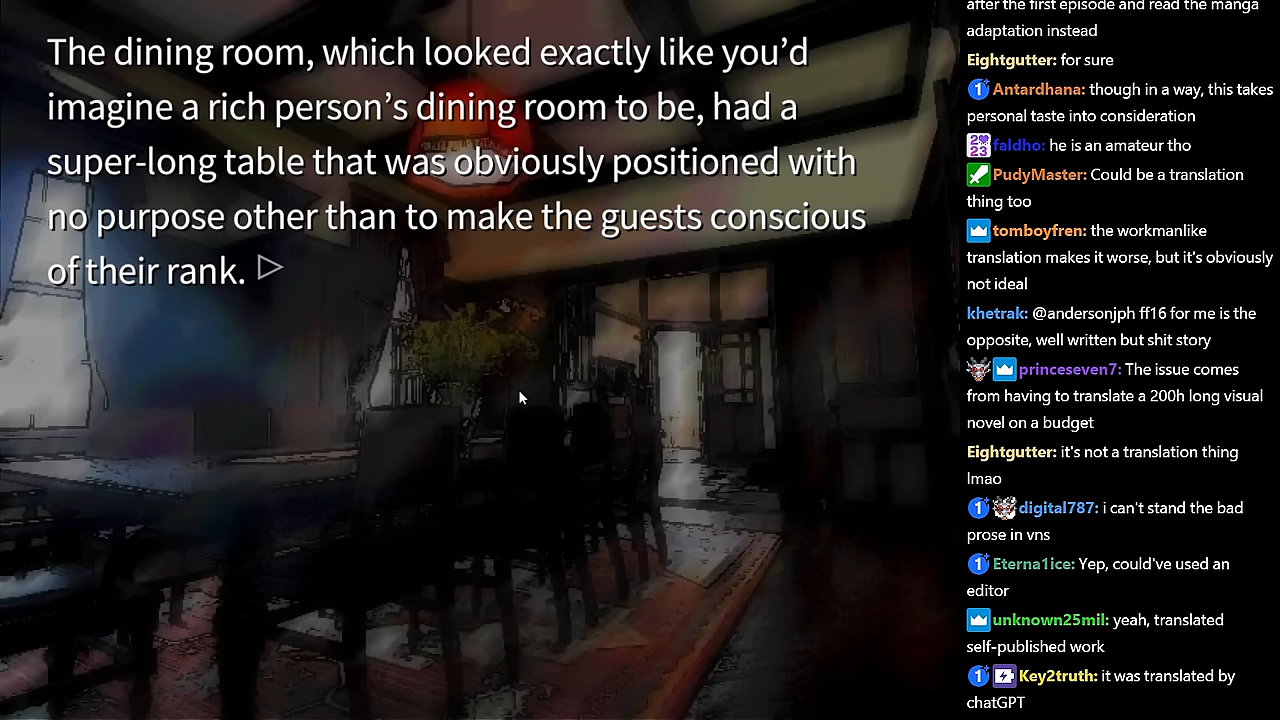 The dining room, which looked exactly like you’d
imagine a rich person’s dining room to be, had a
super-long table that was obviously positioned with
no purpose other than to make the guests conscious
of their rank.
after the first episode and read the manga
adaptation instead
Eightgutter: for sure
Antardhana: though in a way, this takes
personal taste into consideration
faldho: he is an amateur tho
PudyMaster: Could be a translation
thing too
tomboyfren: the workmanlike
translation makes it worse, but it's obviously
not ideal
khetrak: @andersonjph ff16 for me is the
opposite, well written but shit story
princeseven7: The issue comes
from having to translate a 200h long visual
novel on a budget
Eightgutter: it's not a translation thing
lmao
digital787: i can't stand the bad
prose in vns
Eterna1ice: Yep, could've used an
editor
unknown25mil: yeah, translated
self-published work
Key2truth: it was translated by
chatGPT